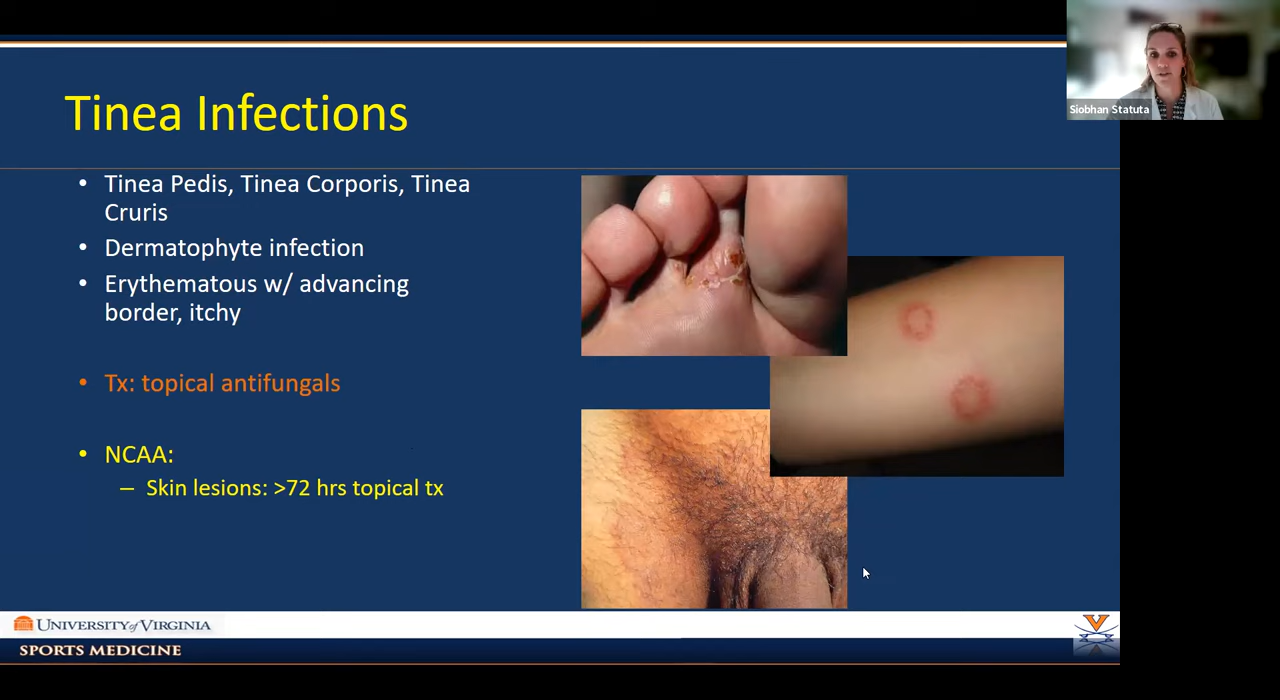 Siobhan Statuta
Tinea Infections
• Tinea Pedis, Tinea Corporis, Tinea
Cruris
• Dermatophyte infection
• Erythematous w/ advancing
border, itchy
• Tx: topical antifungals
• NCAA:
– Skin lesions: >72 hrs topical tx
UNIVERSITY of VIRGINIA
SPORTS MEDICINE